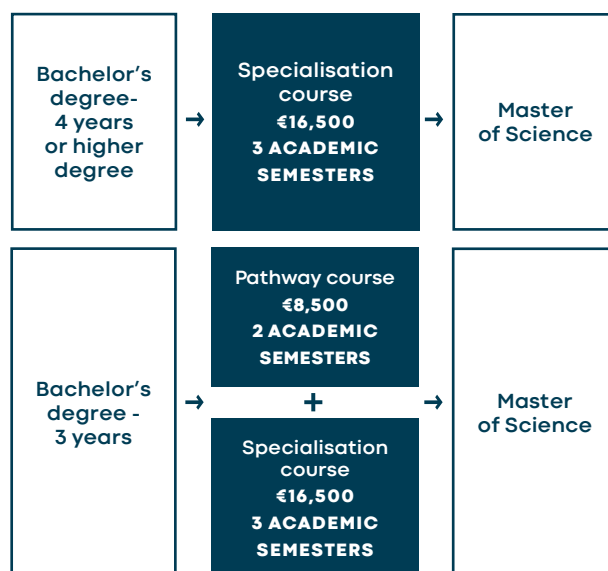 Bachelor's
degree-
4 years
or higher
degree
→
Specialisation
course
€16,500
3 ACADEMIC
SEMESTERS
→
Master
of Science
Bachelor's
degree -
3 years
→
Pathway course
€8,500
2 ACADEMIC
SEMESTERS
+
Specialisation
course
€16,500
3 ACADEMIC
SEMESTERS
→
Master
of Science